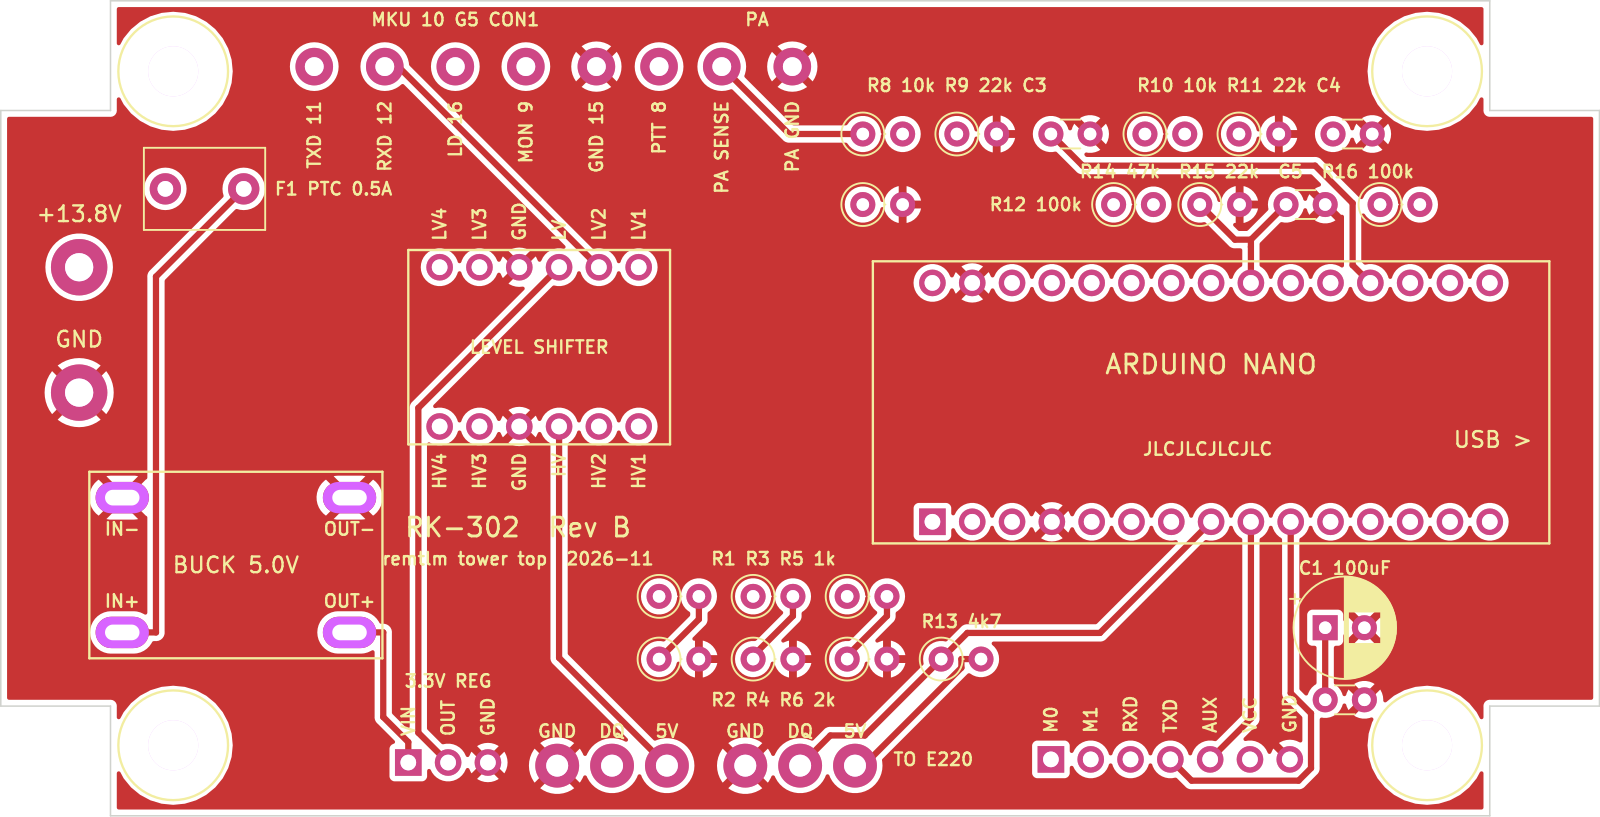 MKU 10 G5 CON1
PA
R8 10k
R9 22k
C3
R10 10k
R11 22k
C4
TXD 11
RXD 12
LD 16
MON 9
GND 15
PTT 8
PA SENSE
PA GND
F1 PTC 0.5A
R14 47k
R15 22k
C5
R16 100k
R12 100k
+13.8V
GND
LV4
LV3
GND
LV
LV2
LV1
LEVEL SHIFTER
HV4
HV3
GND
HV
HV2
HV1
ARDUINO NANO
USB >
JLCJLCJLCJLC
IN-
OUT-
BUCK 5.0V
IN+
OUT+
RK-302 Rev B
remtlm tower top 2026-11
R1 R3 R5 1k
C1 100uF
+
R13 4k7
R2 R4 R6 2k
3.3V REG
VIN
OUT
GND
GND
DQ
5V
GND
DQ
5V
TO E220
M0
M1
RXD
TXD
AUX
VCC
GND